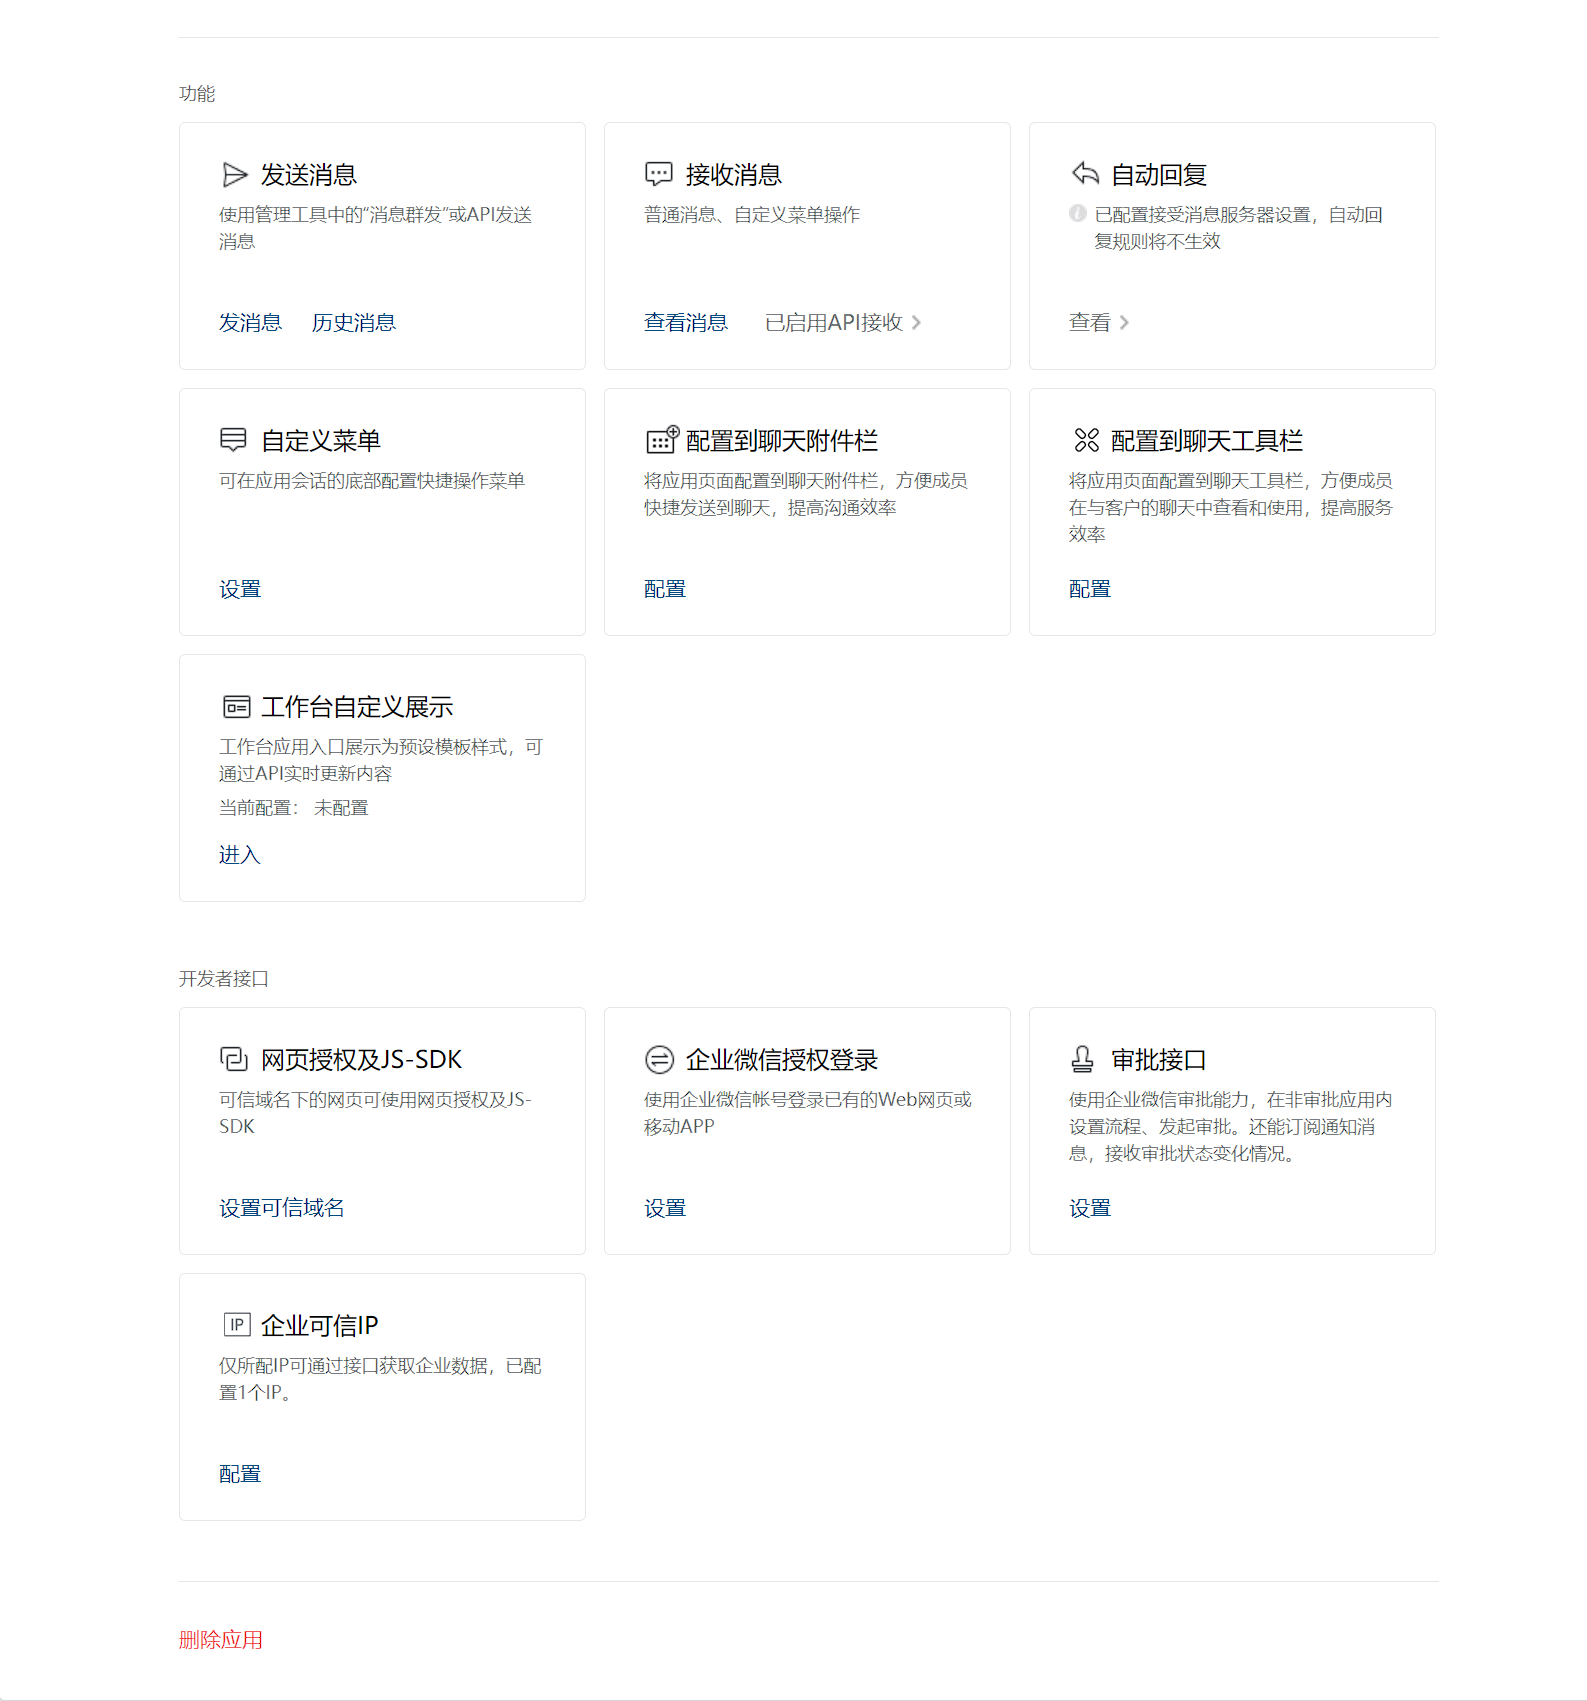 功能
发送消息
使用管理工具中的“消息群发”或API发送
消息
发消息 历史消息
接收消息
普通消息、自定义菜单操作
查看消息 已启用API接收
自动回复
已配置接受消息服务器设置，自动回
复规则将不生效
查看
自定义菜单
可在应用会话的底部配置快捷操作菜单
设置
配置到聊天附件栏
将应用页面配置到聊天附件栏，方便成员
快捷发送到聊天，提高沟通效率
配置
配置到聊天工具栏
将应用页面配置到聊天工具栏，方便成员
在与客户的聊天中查看和使用，提高服务
效率
配置
工作台自定义展示
工作台应用入口展示为预设模板样式，可
通过API实时更新内容
当前配置： 未配置
进入
开发者接口
网页授权及JS-SDK
可信域名下的网页可使用网页授权及JS-
SDK
设置可信域名
企业微信授权登录
使用企业微信帐号登录已有的Web网页或
移动APP
设置
审批接口
使用企业微信审批能力，在非审批应用内
设置流程、发起审批。还能订阅通知消
息，接收审批状态变化情况。
设置
IP 企业可信IP
仅所配IP可通过接口获取企业数据，已配
置1个IP。
配置
删除应用